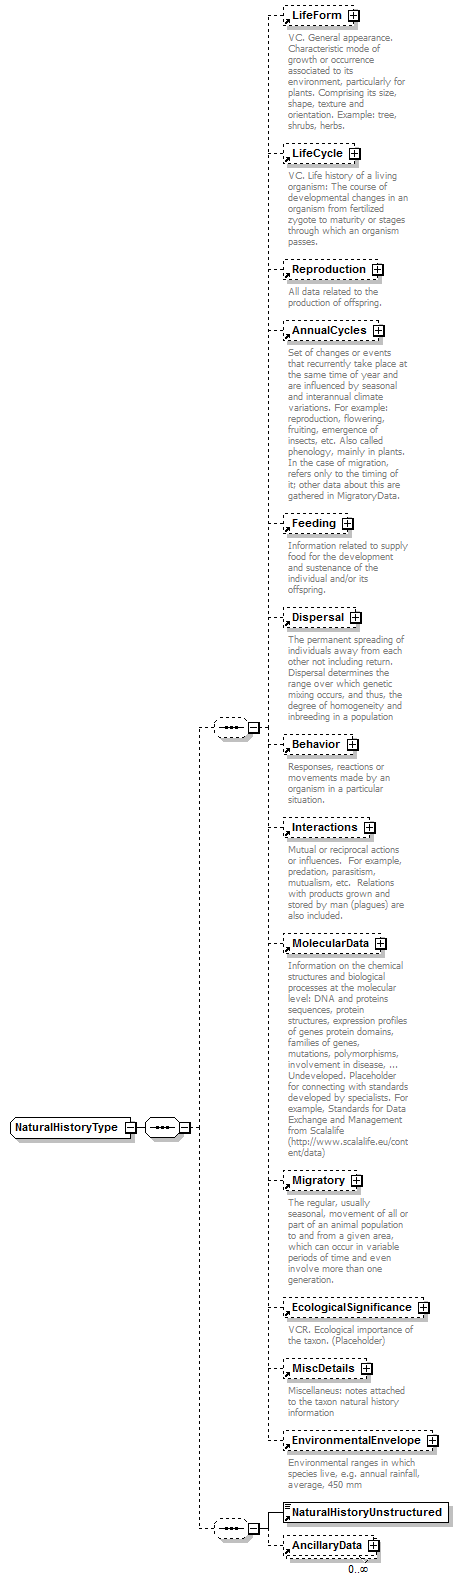 LifeForm
VC. General appearance.
Characteristic mode of
growth or occurrence
associated to its
environment, particularly for
plants. Comprising its size,
shape, texture and
orientation. Example: tree,
shrubs, herbs.
LifeCycle
VC. Life history of a living
organism: The course of
developmental changes in an
organism from fertilized
zygote to maturity or stages
through which an organism
passes.
Reproduction
All data related to the
production of offspring.
AnnualCycles
Set of changes or events
that recurrently take place at
the same time of year and
are influenced by seasonal
and interannual climate
variations. For example:
reproduction, flowering,
fruiting, emergence of
insects, etc. Also called
phenology, mainly in plants.
In the case of migration,
refers only to the timing of
it; other data about this are
gathered in MigratoryData.
Feeding
Information related to supply
food for the development
and sustenance of the
individual and/or its
offspring.
Dispersal
The permanent spreading of
individuals away from each
other not including return.
Dispersal determines the
range over which genetic
mixing occurs, and thus, the
degree of homogeneity and
inbreeding in a population
Behavior
Responses, reactions or
movements made by an
organism in a particular
situation.
Interactions
Mutual or reciprocal actions
or influences.  For example,
predation, parasitism,
mutualism, etc.  Relations
with products grown and
stored by man (plagues) are
also included.
MolecularData
Information on the chemical
structures and biological
processes at the molecular
level: DNA and proteins
sequences, protein
structures, expression profiles
of genes protein domains,
families of genes,
mutations, polymorphisms,
involvement in disease, ...
Undeveloped. Placeholder
for connecting with standards
developed by specialists. For
example, Standards for Data
Exchange and Management
from Scalalife
(http://www.scalalife.eu/cont
ent/data)
NaturalHistoryType
Migratory
The regular, usually
seasonal, movement of all or
part of an animal population
to and from a given area,
which can occur in variable
periods of time and even
involve more than one
generation.
EcologicalSignificance
VCR. Ecological importance of
the taxon. (Placeholder)
MiscDetails
Miscellaneus: notes attached
to the taxon natural history
information
EnvironmentalEnvelope
Environmental ranges in which
species live, e.g. annual rainfall,
average, 450 mm
NaturalHistoryUnstructured
AncillaryData
0..∞